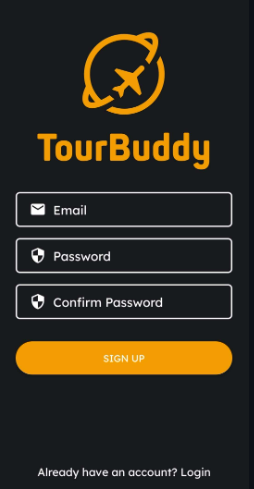 TourBuddy
Email
Password
Confirm Password
SIGN UP
Already have an account? Login